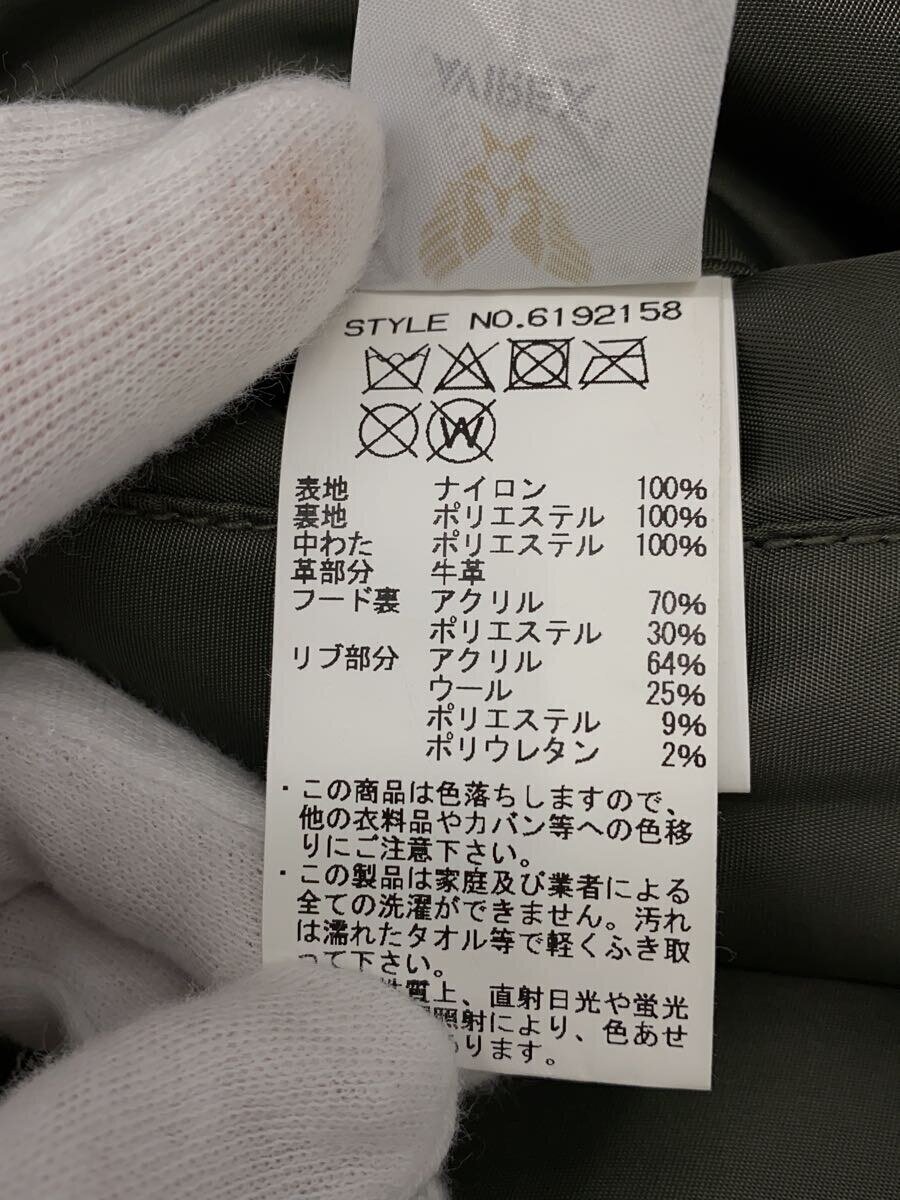 AVIREX
STYLE NO.6192158
W
表地 ナイロン 100%
裏地 ポリエステル 100%
中わた ポリエステル 100%
革部分 牛革
フード裏 アクリル 70%
ポリエステル 30%
リブ部分 アクリル 64%
ウール 25%
ポリエステル 9%
ポリウレタン 2%
・この商品は色落ちしますので、
他の衣料品やカバン等への色移
りにご注意下さい。
・この製品は家庭及び業者による
全ての洗濯ができません。汚れ
は濡れたタオル等で軽くふき取
って下さい。
性質上、直射日光や蛍光
照射により、色あせ
ります。